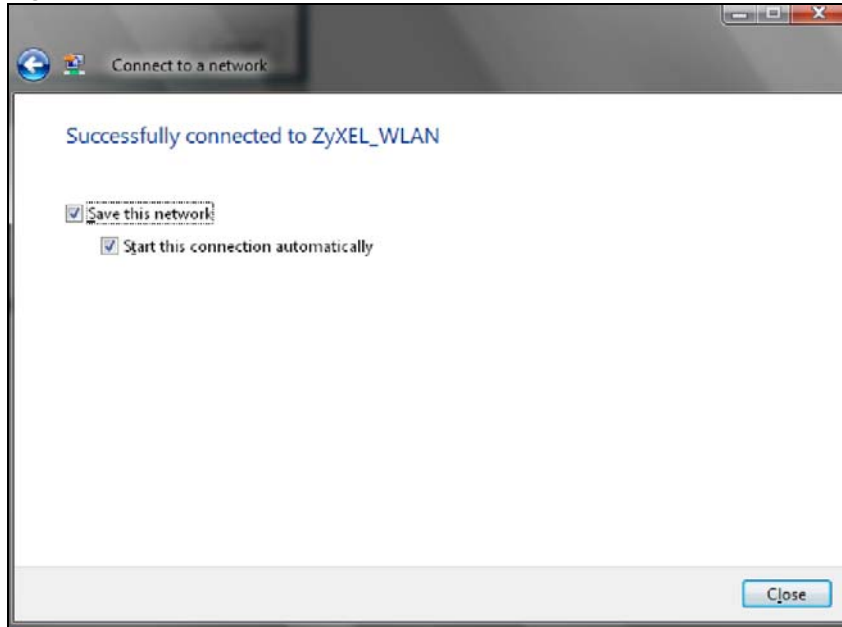 Connect to a network
Successfully connected to ZyXEL_WLAN
Save this network
Start this connection automatically
Close